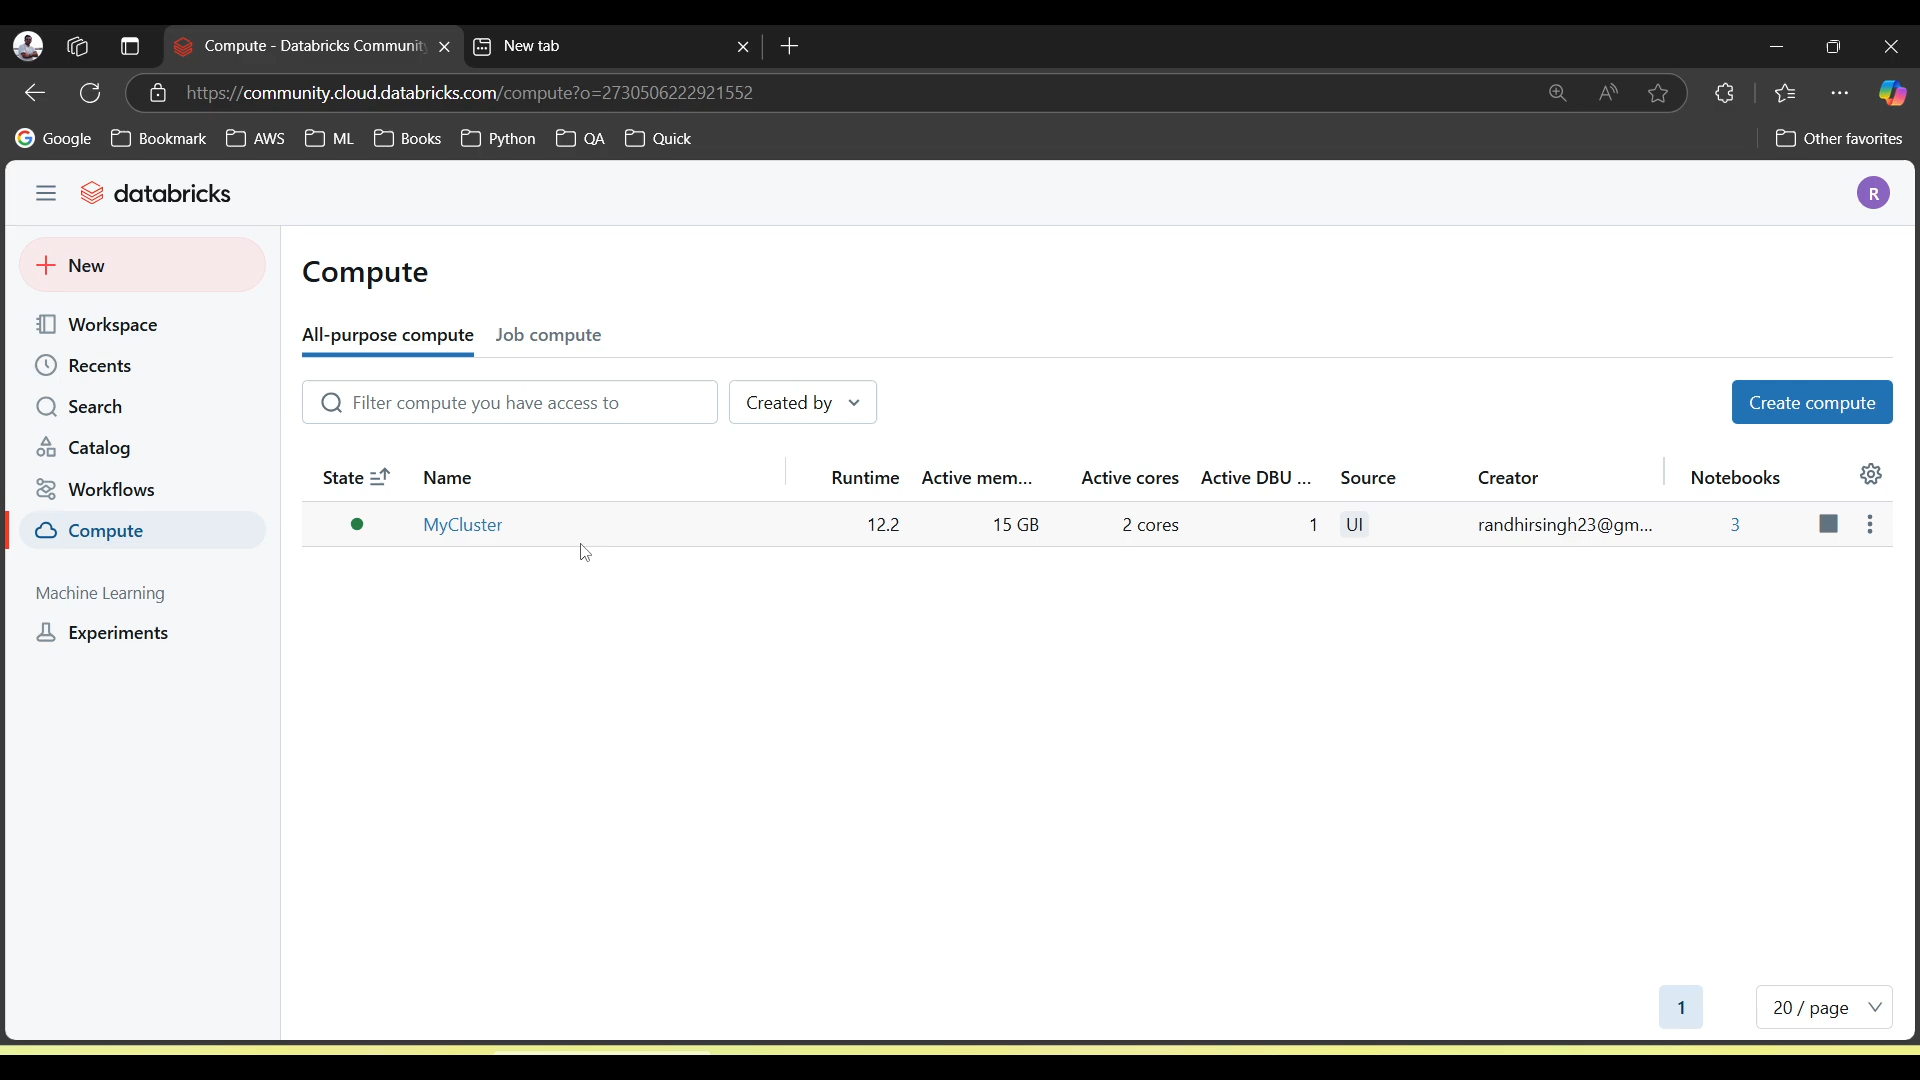 Compute - Databricks Communit
New tab
https://community.cloud.databricks.com/compute?o=2730506222921552
Google Bookmark AWS ML Books Python QA Quick Other favorites
databricks
R
New
Workspace
Recents
Search
Catalog
Workflows
Compute
Machine Learning
Experiments
Compute
All-purpose compute Job compute
Filter compute you have access to Created by Create compute
State Name Runtime Active mem... Active cores Active DBU ... Source Creator Notebooks
MyCluster 12.2 15 GB 2 cores 1 UI randhirsingh23@gm... 3
1 20 / page